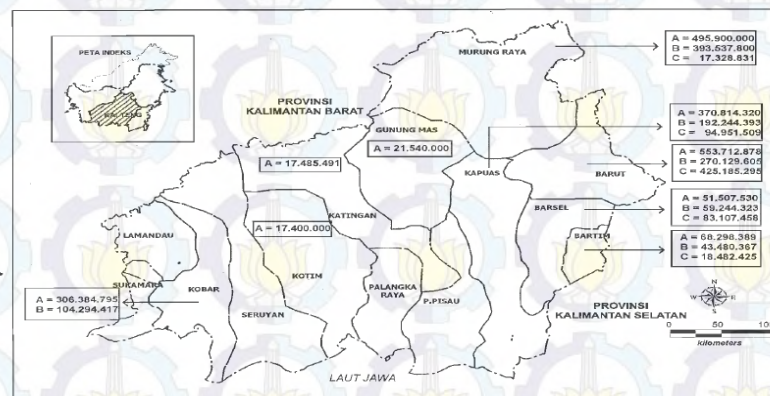 PETA INDEKS
KALTENG
MURUNG RAYA
A = 495.900.000
B = 393.537.800
C = 17.328.831
PROVINSI
KALIMANTAN BARAT
GUNUNG MAS
A = 21.540.000
A = 17.485.491
KAPUAS
A = 370.814.320
B = 192.244.393
C = 94.951.509
A = 553.712.878
B = 270.129.605
C = 425.185.295
BARUT
BARSEL
A = 51.507.530
B = 59.244.323
C = 83.107.458
BARTIM
A = 68.298.389
B = 43.480.367
C = 18.482.425
LAMANDAU
KATINGAN
A = 17.400.000
SUKAMARA
KOBAR
KOTIM
PALANGKA
RAYA
P.PISAU
SERUYAN
A = 306.384.795
B = 104.294.417
PROVINSI
KALIMANTAN SELATAN
N
W E
S
0 50 100
kilometers
LAUT JAWA